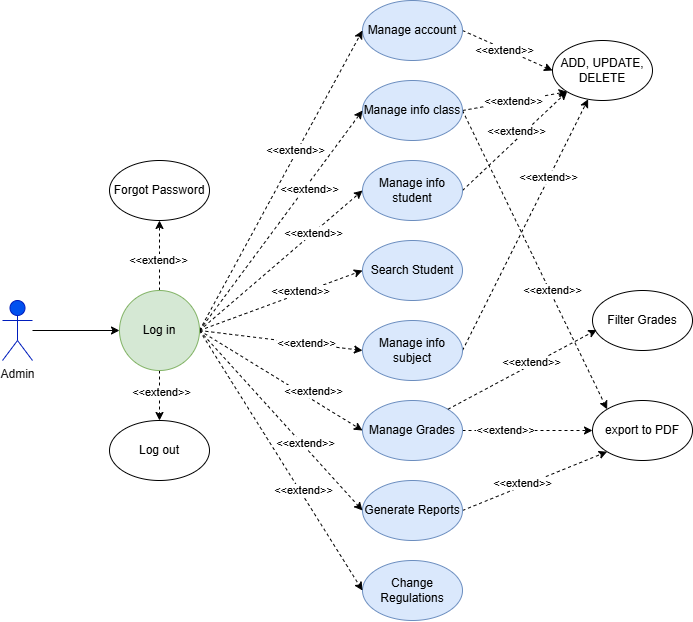 Manage account
<<extend>>
ADD, UPDATE,
DELETE
Manage info class
<<extend>>
<<extend>>
<<extend>>
Forgot Password
Manage info
student
<<extend>>
<<extend>>
<<extend>>
<<extend>>
Search Student
<<extend>>
<<extend>>
Log in
Filter Grades
Manage info
subject
<<extend>>
<<extend>>
Admin
<<extend>>
<<extend>>
Manage Grades
<<extend>>
export to PDF
Log out
<<extend>>
<<extend>>
<<extend>>
Generate Reports
Change
Regulations